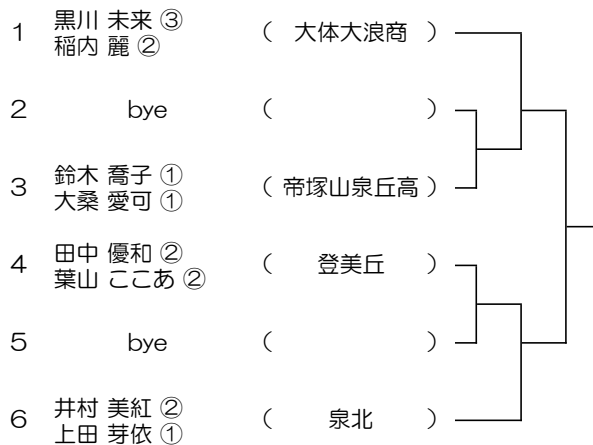 1 黒川 未来 ③ ( 大体大浪商 )
稲内 麗 ②
2 bye ( )
3 鈴木 喬子 ① ( 帝塚山泉丘高 )
大桑 愛可 ①
4 田中 優和 ② ( 登美丘 )
葉山 ここあ ②
5 bye ( )
6 井村 美紅 ② ( 泉北 )
上田 芽依 ①